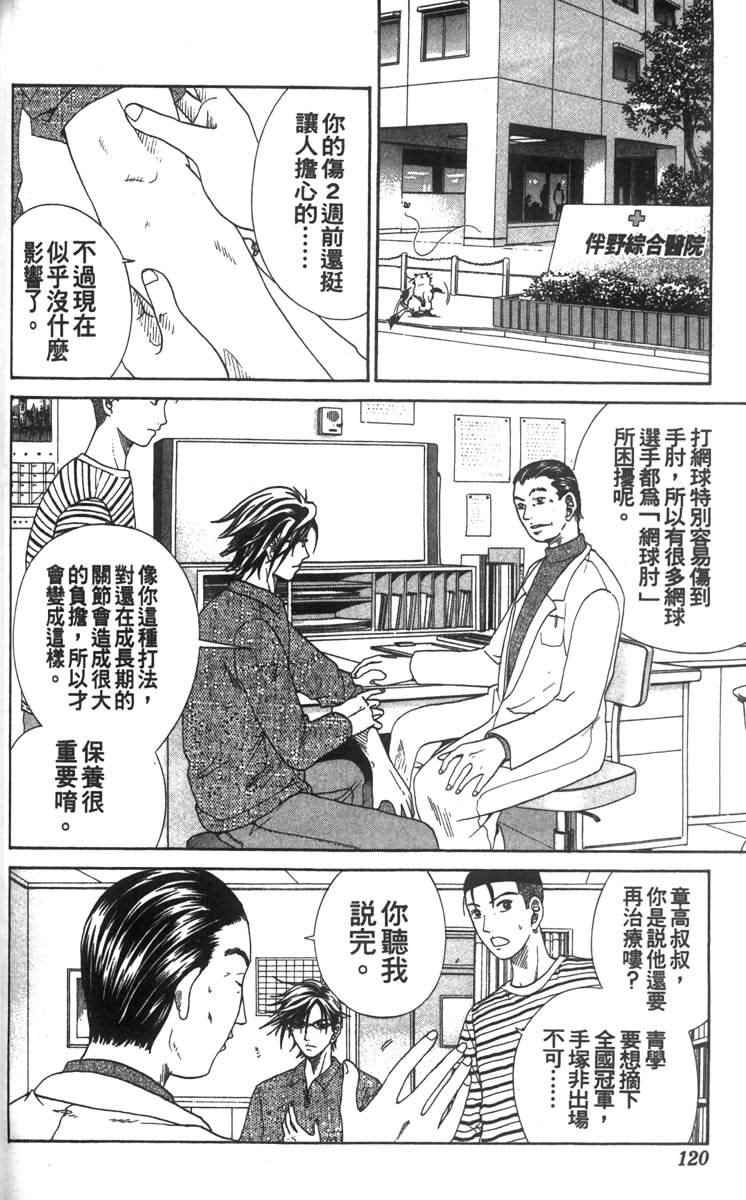 伴野綜合醫院
你的傷2週前還挺
讓人擔心的……
不過現在
似乎沒什麼
影響了。
打網球特別容易傷到
手肘，所以有很多網球
選手都為「網球肘」
所困擾呢。
像你這種打法，
對還在成長期的
關節會造成很大
的負擔，所以才
會變成這樣。
保養很
重要唷。
章高叔叔，
你是說他還要
再治療嘍？
青學
要想摘下
全國冠軍，
手塚非出場
不可……
你聽我
説完。
120